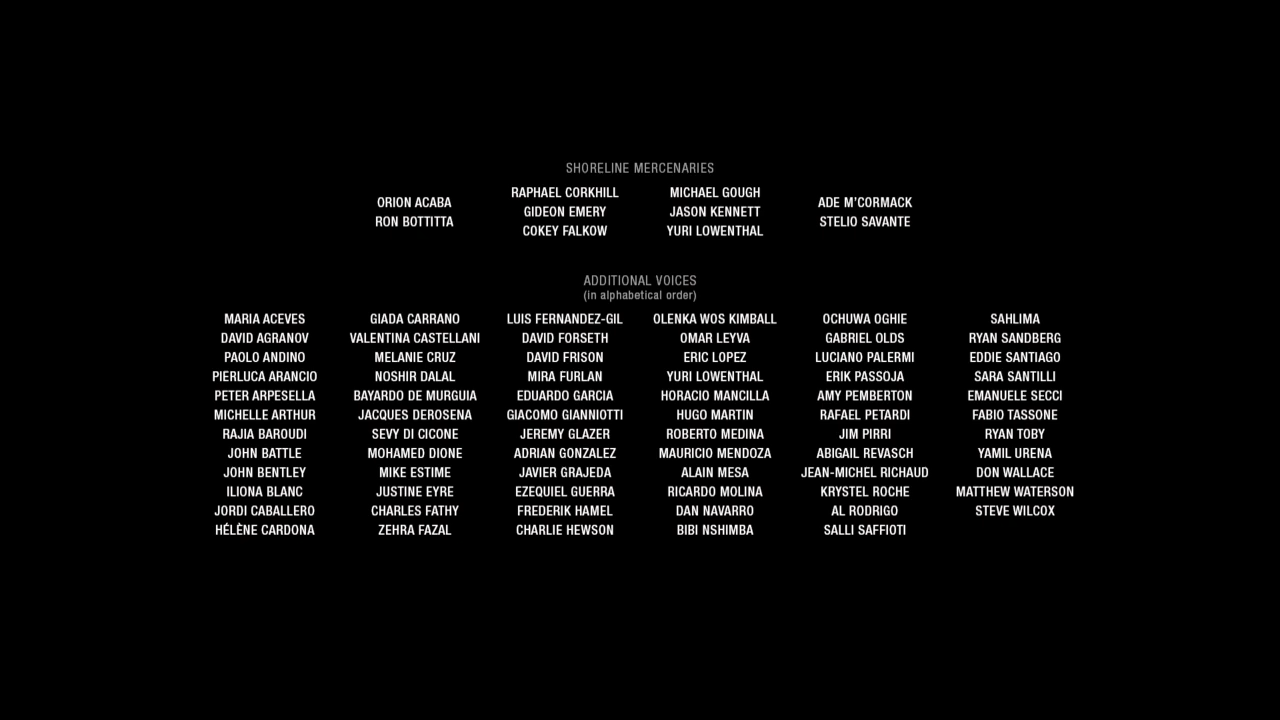 SHORELINE MERCENARIES
ORION ACABA
RON BOTTITTA
RAPHAEL CORKHILL
GIDEON EMERY
COKEY FALKOW
MICHAEL GOUGH
JASON KENNETT
YURI LOWENTHAL
ADE M'CORMACK
STELIO SAVANTE
ADDITIONAL VOICES
(in alphabetical order)
MARIA ACEVES
DAVID AGRANOV
PAOLO ANDINO
PIERLUCA ARANCIO
PETER ARPESELLA
MICHELLE ARTHUR
RAJIA BAROUDI
JOHN BATTLE
JOHN BENTLEY
ILIONA BLANC
JORDI CABALLERO
HÉLÈNE CARDONA
GIADA CARRANO
VALENTINA CASTELLANI
MELANIE CRUZ
NOSHIR DALAL
BAYARDO DE MURGUIA
JACQUES DEROSENA
SEVY DI CICONE
MOHAMED DIONE
MIKE ESTIME
JUSTINE EYRE
CHARLES FATHY
ZEHRA FAZAL
LUIS FERNANDEZ-GIL
DAVID FORSETH
DAVID FRISON
MIRA FURLAN
EDUARDO GARCIA
GIACOMO GIANNIOTTI
JEREMY GLAZER
ADRIAN GONZALEZ
JAVIER GRAJEDA
EZEQUIEL GUERRA
FREDERIK HAMEL
CHARLIE HEWSON
OLENKA WOS KIMBALL
OMAR LEYVA
ERIC LOPEZ
YURI LOWENTHAL
HORACIO MANCILLA
HUGO MARTIN
ROBERTO MEDINA
MAURICIO MENDOZA
ALAIN MESA
RICARDO MOLINA
DAN NAVARRO
BIBI NSHIMBA
OCHUWA OGHIE
GABRIEL OLDS
LUCIANO PALERMI
ERIK PASSOJA
AMY PEMBERTON
RAFAEL PETARDI
JIM PIRRI
ABIGAIL REVASCH
JEAN-MICHEL RICHAUD
KRYSTEL ROCHE
AL RODRIGO
SALLI SAFFIOTI
SAHLIMA
RYAN SANDBERG
EDDIE SANTIAGO
SARA SANTILLI
EMANUELE SECCI
FABIO TASSONE
RYAN TOBY
YAMIL URENA
DON WALLACE
MATTHEW WATERSON
STEVE WILCOX